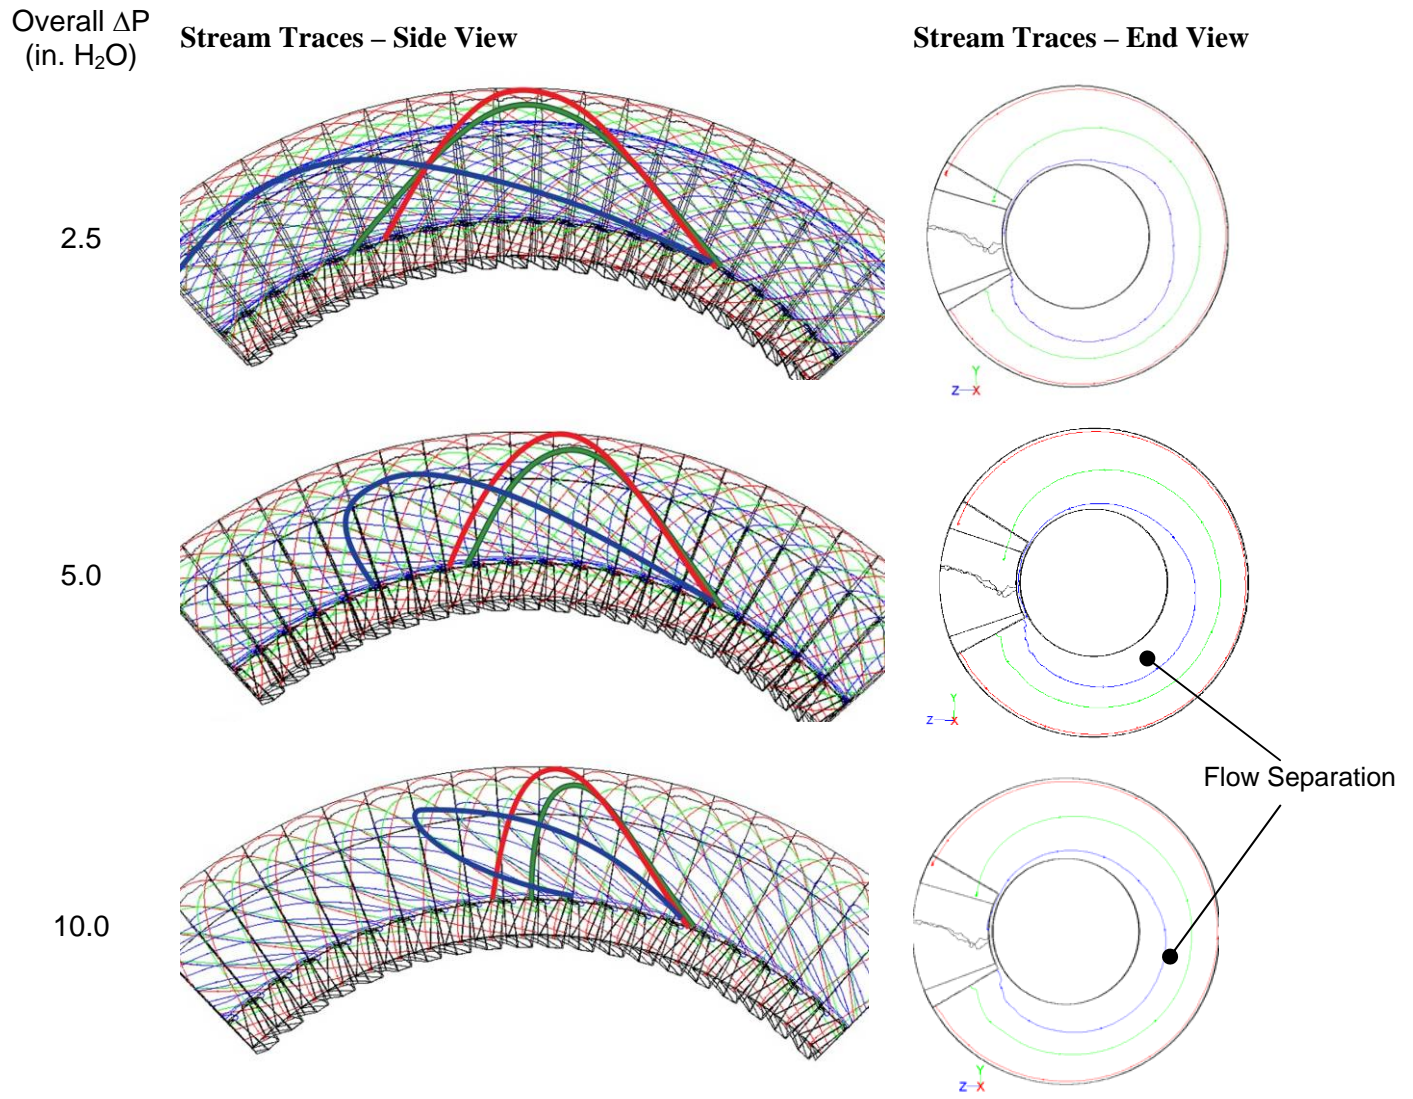 Overall ΔP
(in. H₂O)
Stream Traces – Side View
Stream Traces – End View
2.5
Y
Z
X
5.0
Y
Z
X
Flow Separation
10.0
Y
Z
X